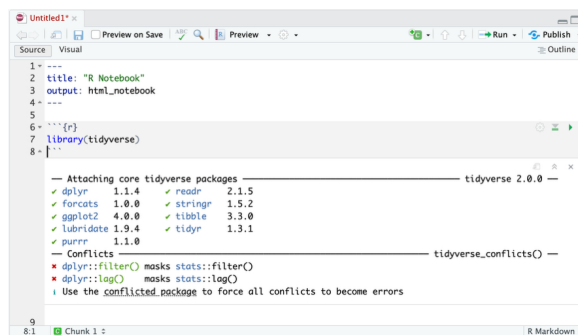 Untitled1*
Preview on Save ABC Preview Run Publish
Source Visual Outline
1 ---
2 title: "R Notebook"
3 output: html_notebook
4 ---
5
6 ```{r}
7 library(tidyverse)
8 ```
── Attaching core tidyverse packages ── tidyverse 2.0.0 ──
✔ dplyr 1.1.4 ✔ readr 2.1.5
✔ forcats 1.0.0 ✔ stringr 1.5.2
✔ ggplot2 4.0.0 ✔ tibble 3.3.0
✔ lubridate 1.9.4 ✔ tidyr 1.3.1
✔ purrr 1.1.0
── Conflicts ── tidyverse_conflicts() ──
✖ dplyr::filter() masks stats::filter()
✖ dplyr::lag() masks stats::lag()
ℹ Use the conflicted package to force all conflicts to become errors
9
8:1 C Chunk 1 R Markdown